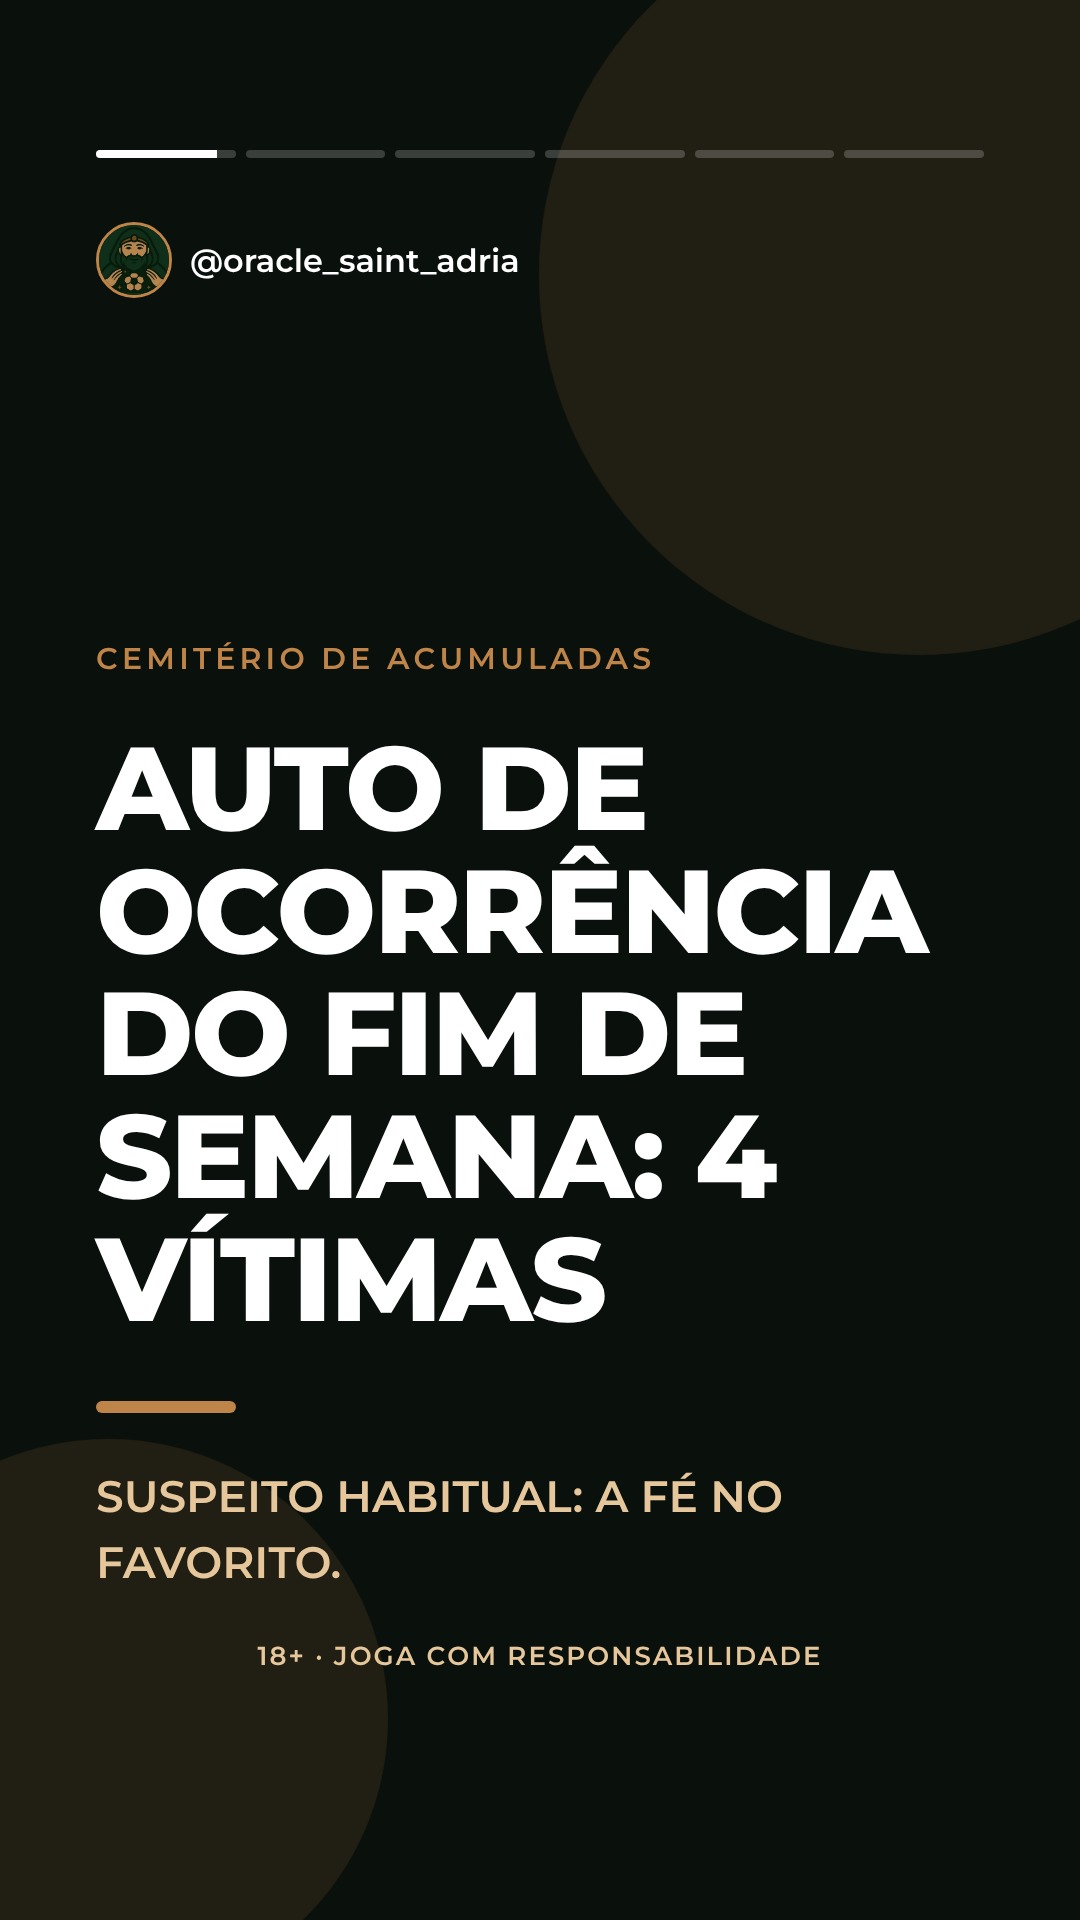 @oracle_saint_adria
CEMITÉRIO DE ACUMULADAS
AUTO DE
OCORRÊNCIA
DO FIM DE
SEMANA: 4
VÍTIMAS
SUSPEITO HABITUAL: A FÉ NO
FAVORITO.
18+ · JOGA COM RESPONSABILIDADE